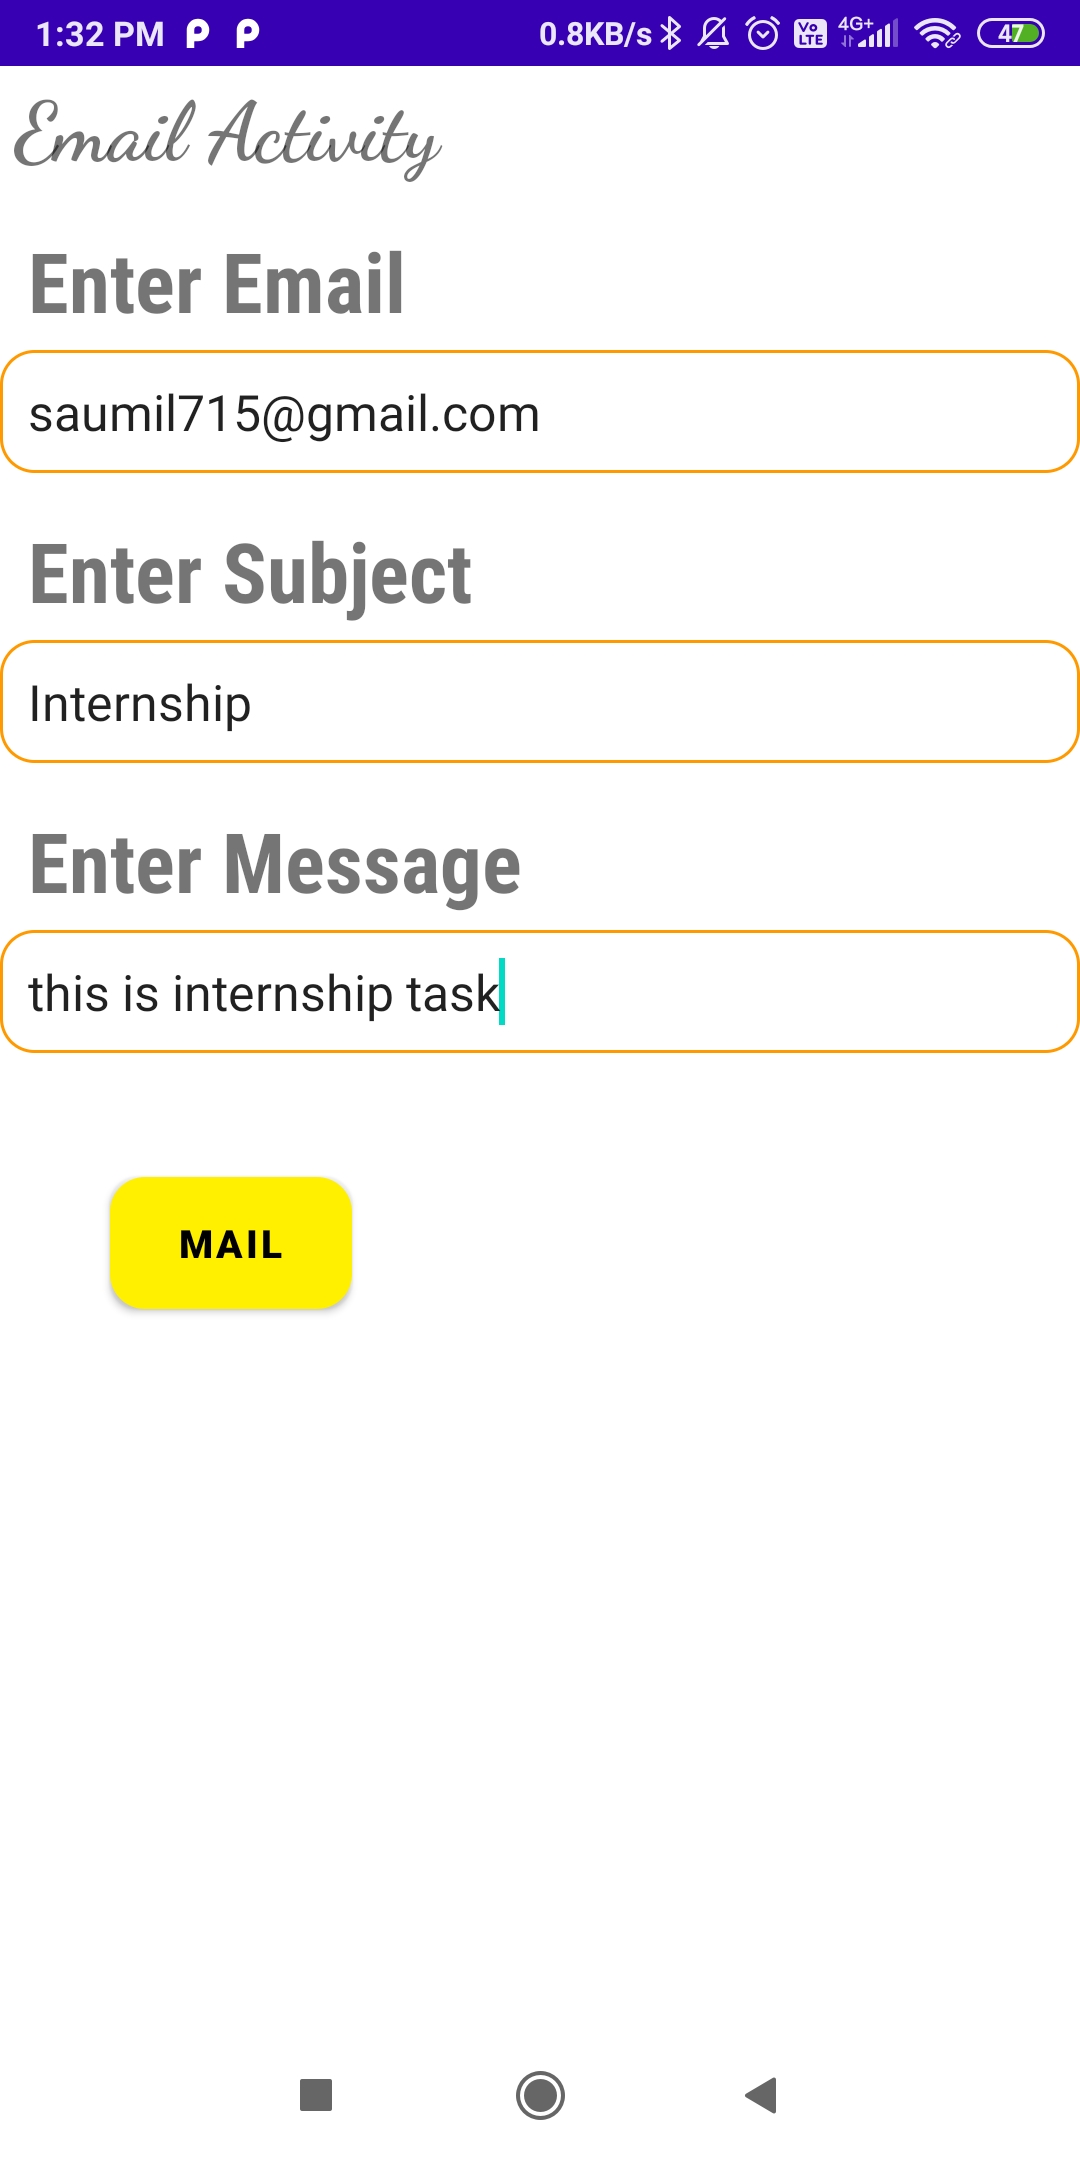 1:32 PM 0.8KB/s Vo LTE 4G+ 47
Email Activity
Enter Email
saumil715@gmail.com
Enter Subject
Internship
Enter Message
this is internship task
MAIL